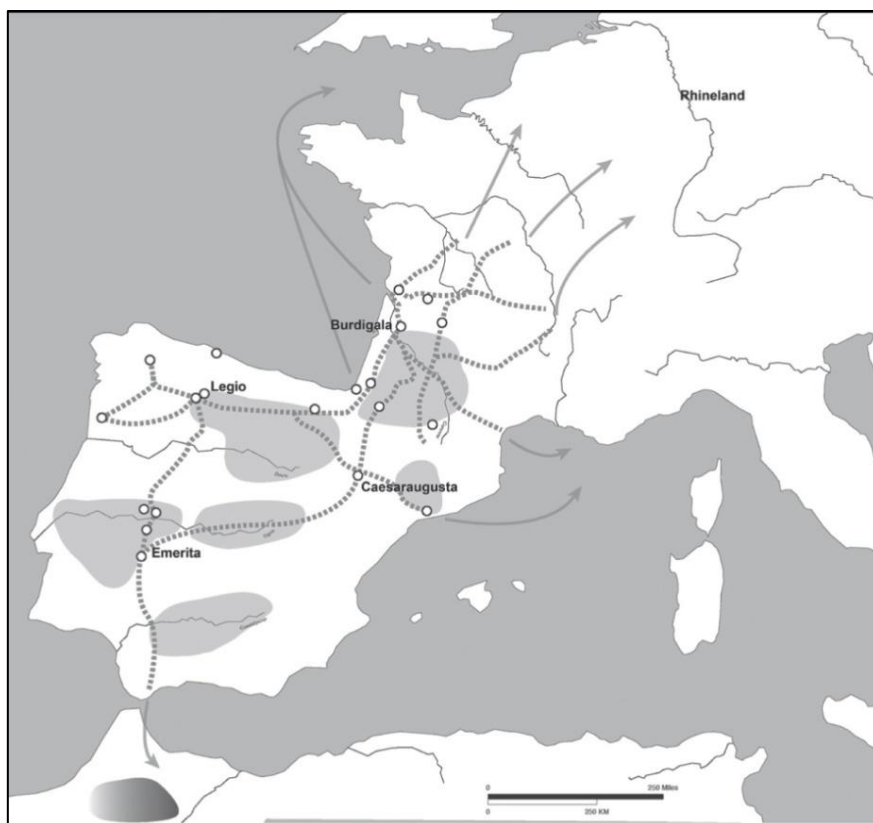 Rhineland
Burdigala
Legio
Caesaraugusta
Emerita
0 250 Miles
0 250 KM